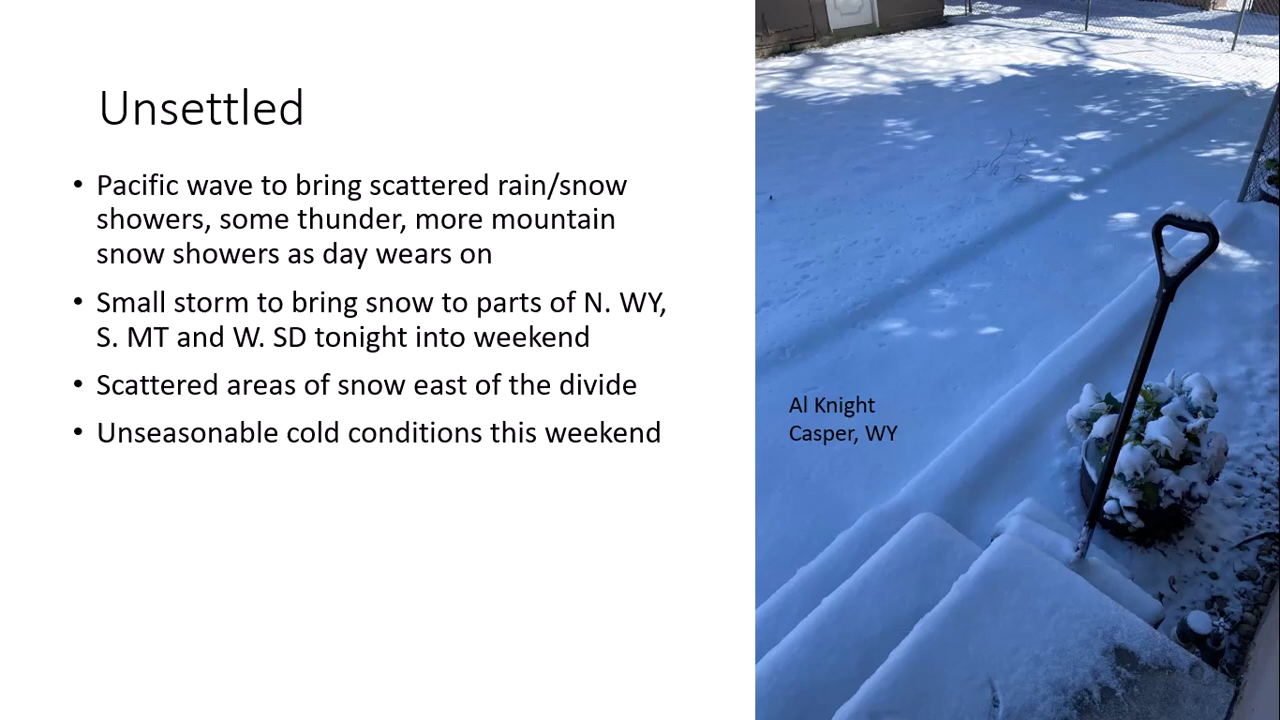 Unsettled
• Pacific wave to bring scattered rain/snow
showers, some thunder, more mountain
snow showers as day wears on
• Small storm to bring snow to parts of N. WY,
S. MT and W. SD tonight into weekend
• Scattered areas of snow east of the divide
• Unseasonable cold conditions this weekend
Al Knight
Casper, WY